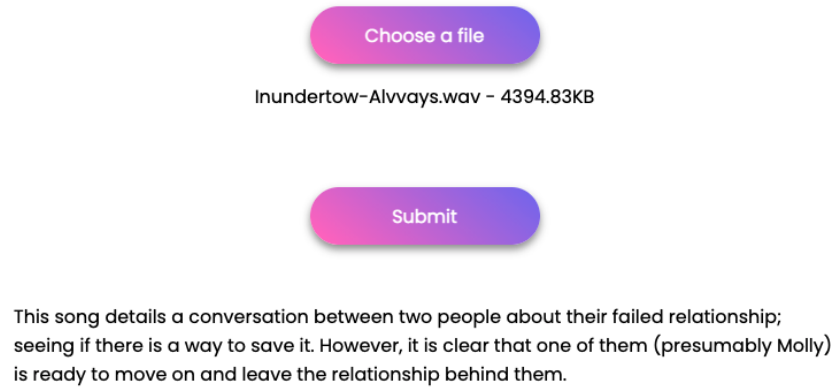 Choose a file
Inundertow-Alvvays.wav - 4394.83KB
Submit
This song details a conversation between two people about their failed relationship;
seeing if there is a way to save it. However, it is clear that one of them (presumably Molly)
is ready to move on and leave the relationship behind them.